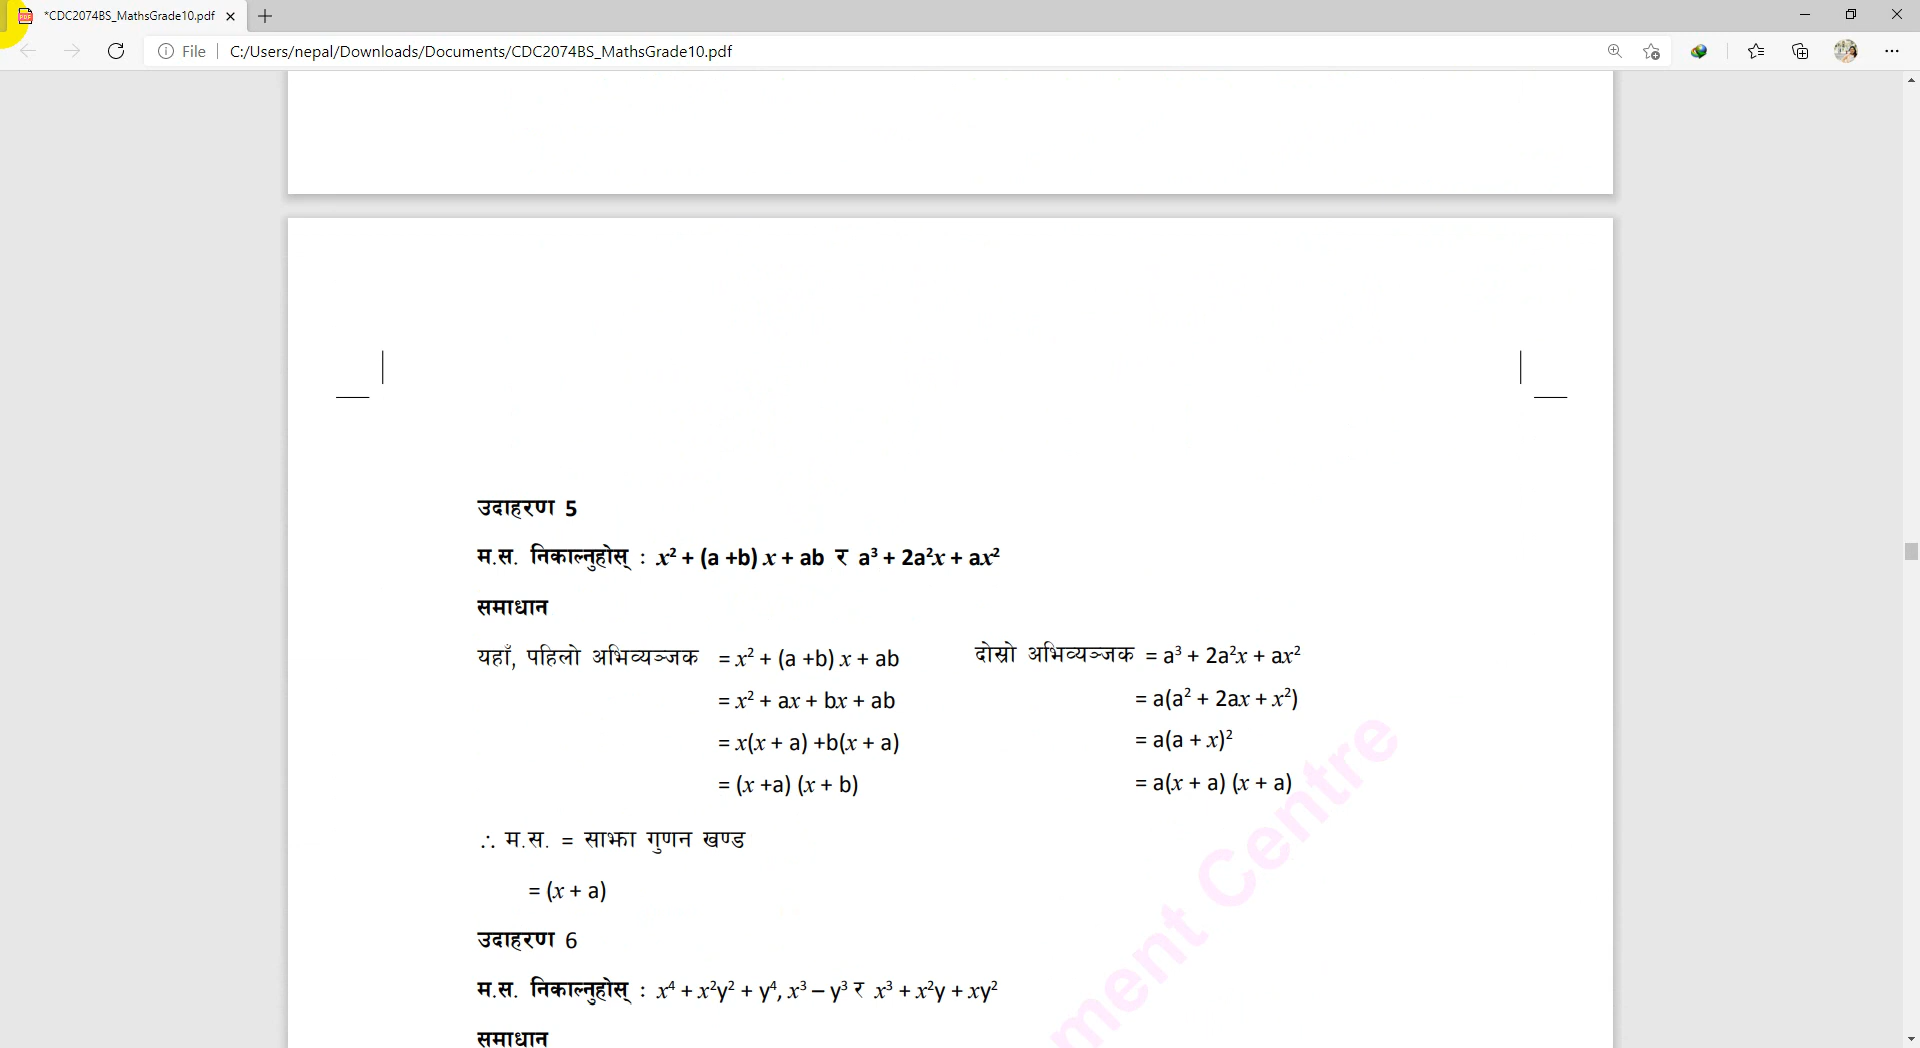 *CDC2074BS_MathsGrade10.pdf
File
C:/Users/nepal/Downloads/Documents/CDC2074BS_MathsGrade10.pdf
उदाहरण 5
म.स. निकाल्नुहोस् : x² + (a +b) x + ab र a³ + 2a²x + ax²
समाधान
यहाँ, पहिलो अभिव्यञ्जक = x² + (a +b) x + ab
= x² + ax + bx + ab
= x(x + a) +b(x + a)
= (x +a) (x + b)
दोस्रो अभिव्यञ्जक = a³ + 2a²x + ax²
= a(a² + 2ax + x²)
= a(a + x)²
= a(x + a) (x + a)
∴ म.स. = साझा गुणन खण्ड
= (x + a)
उदाहरण 6
म.स. निकाल्नुहोस् : x⁴ + x²y² + y⁴, x³ – y³ र x³ + x²y + xy²
समाधान
ment Centre